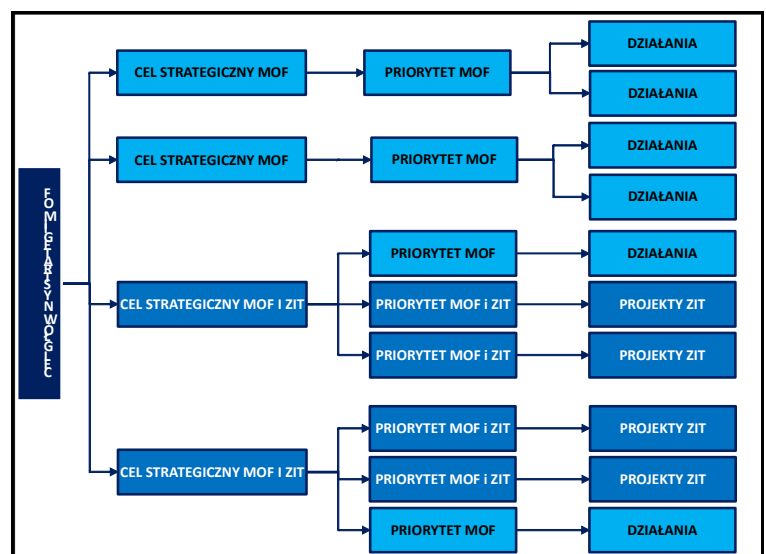 DZIAŁANIA
CEL STRATEGICZNY MOF
PRIORYTET MOF
DZIAŁANIA
DZIAŁANIA
CEL STRATEGICZNY MOF
PRIORYTET MOF
DZIAŁANIA
PRIORYTET MOF
DZIAŁANIA
CEL STRATEGICZNY MOF I ZIT
PRIORYTET MOF i ZIT
PROJEKTY ZIT
PRIORYTET MOF i ZIT
PROJEKTY ZIT
PRIORYTET MOF i ZIT
PROJEKTY ZIT
CEL STRATEGICZNY MOF I ZIT
PRIORYTET MOF i ZIT
PROJEKTY ZIT
PRIORYTET MOF
DZIAŁANIA